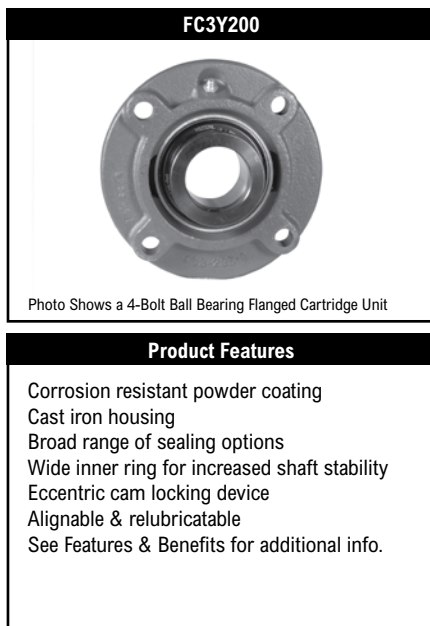 FC3Y200
Photo Shows a 4-Bolt Ball Bearing Flanged Cartridge Unit
Product Features
Corrosion resistant powder coating
Cast iron housing
Broad range of sealing options
Wide inner ring for increased shaft stability
Eccentric cam locking device
Alignable & relubricatable
See Features & Benefits for additional info.